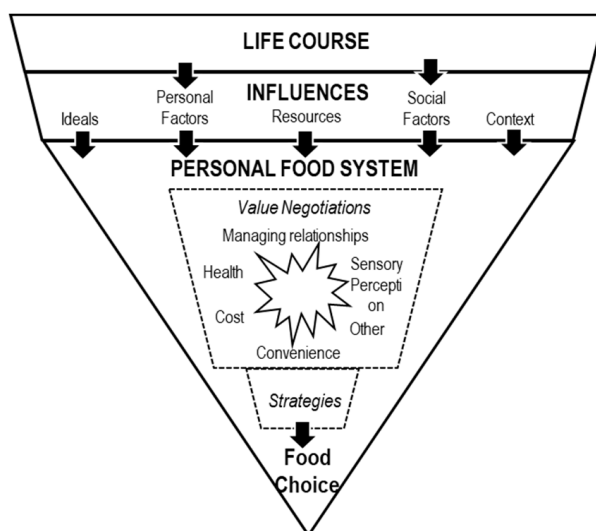 LIFE COURSE
INFLUENCES
Ideals
Personal
Factors
Resources
Social
Factors
Context
PERSONAL FOOD SYSTEM
Value Negotiations
Managing relationships
Health
Sensory
Percepti
on
Cost
Other
Convenience
Strategies
Food
Choice